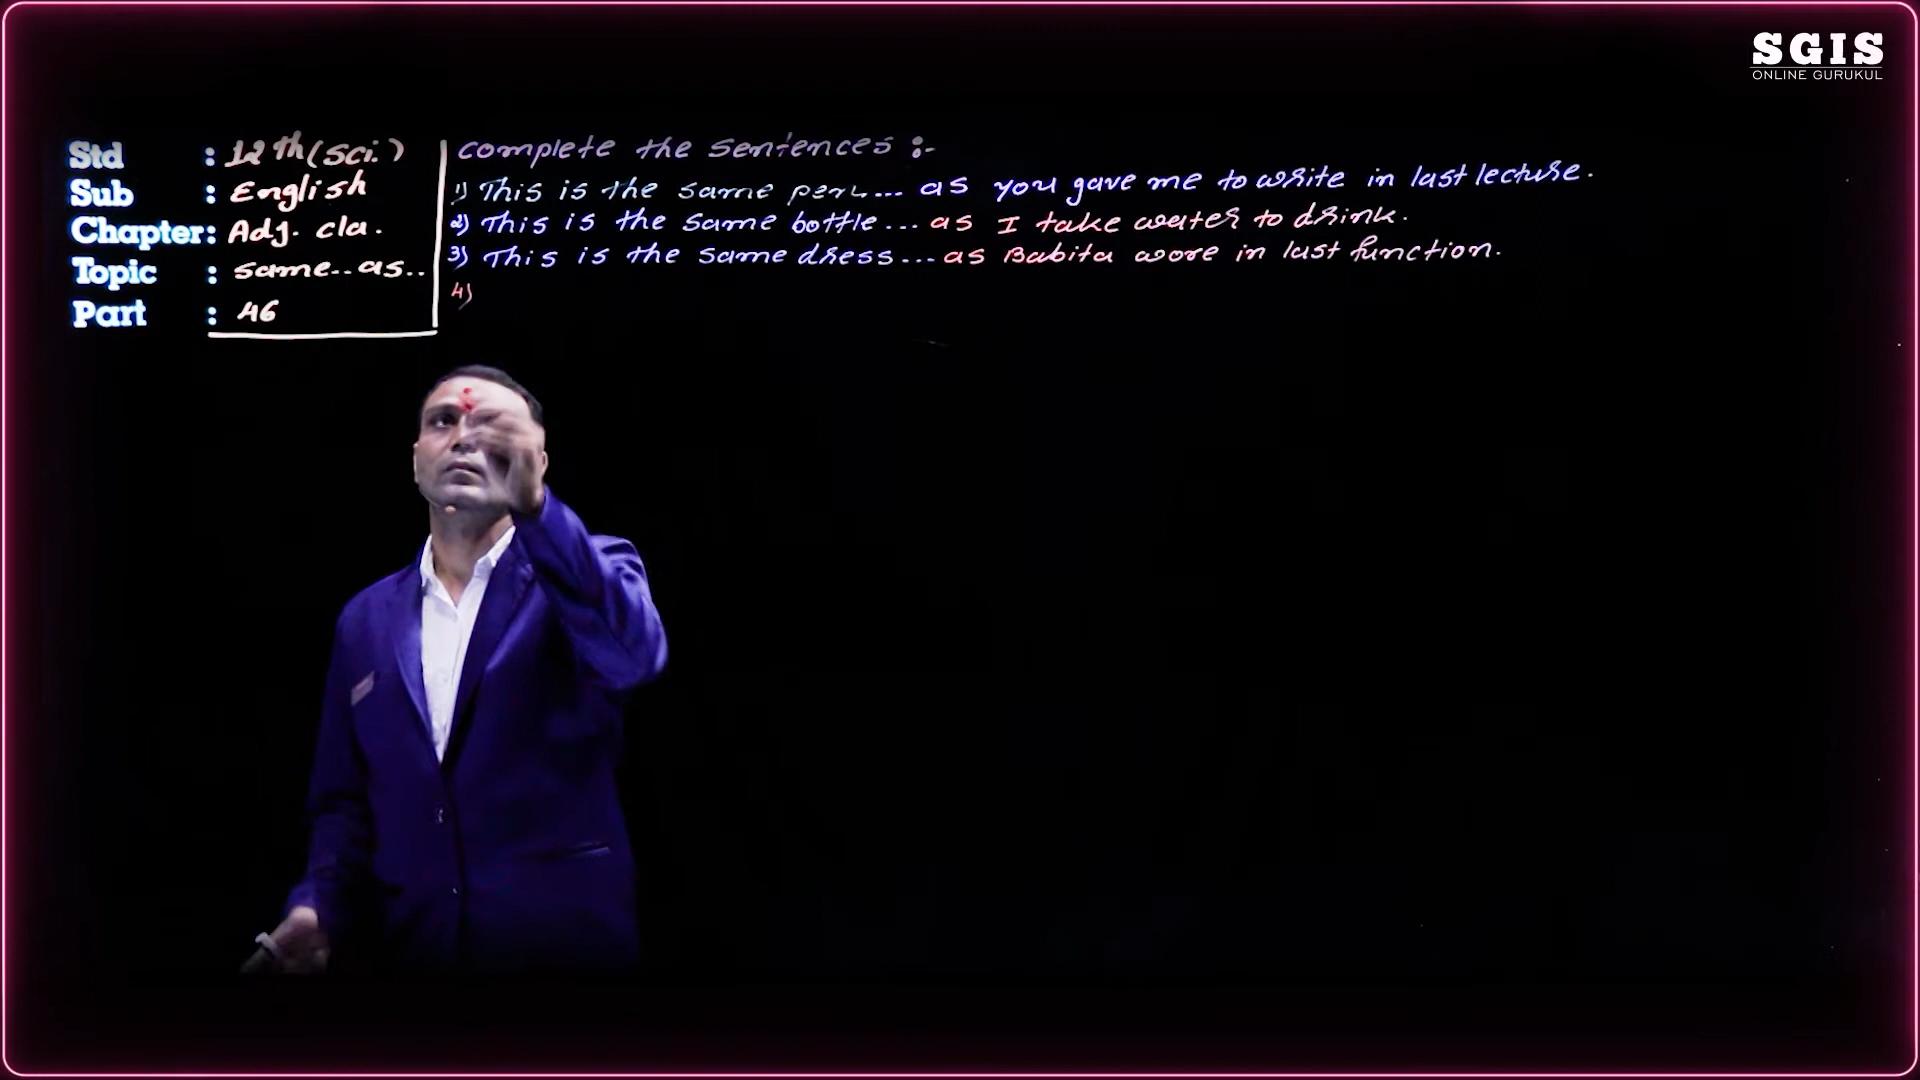 SGIS
ONLINE GURUKUL
Std : 12th (Sci.)
Sub : English
Chapter : Adj. cla.
Topic : same.. as..
Part : 46
complete the sentences :-
1) This is the same pen... as you gave me to write in last lecture.
2) This is the same bottle... as I take water to drink.
3) This is the same dress... as Babita wore in last function.
4)